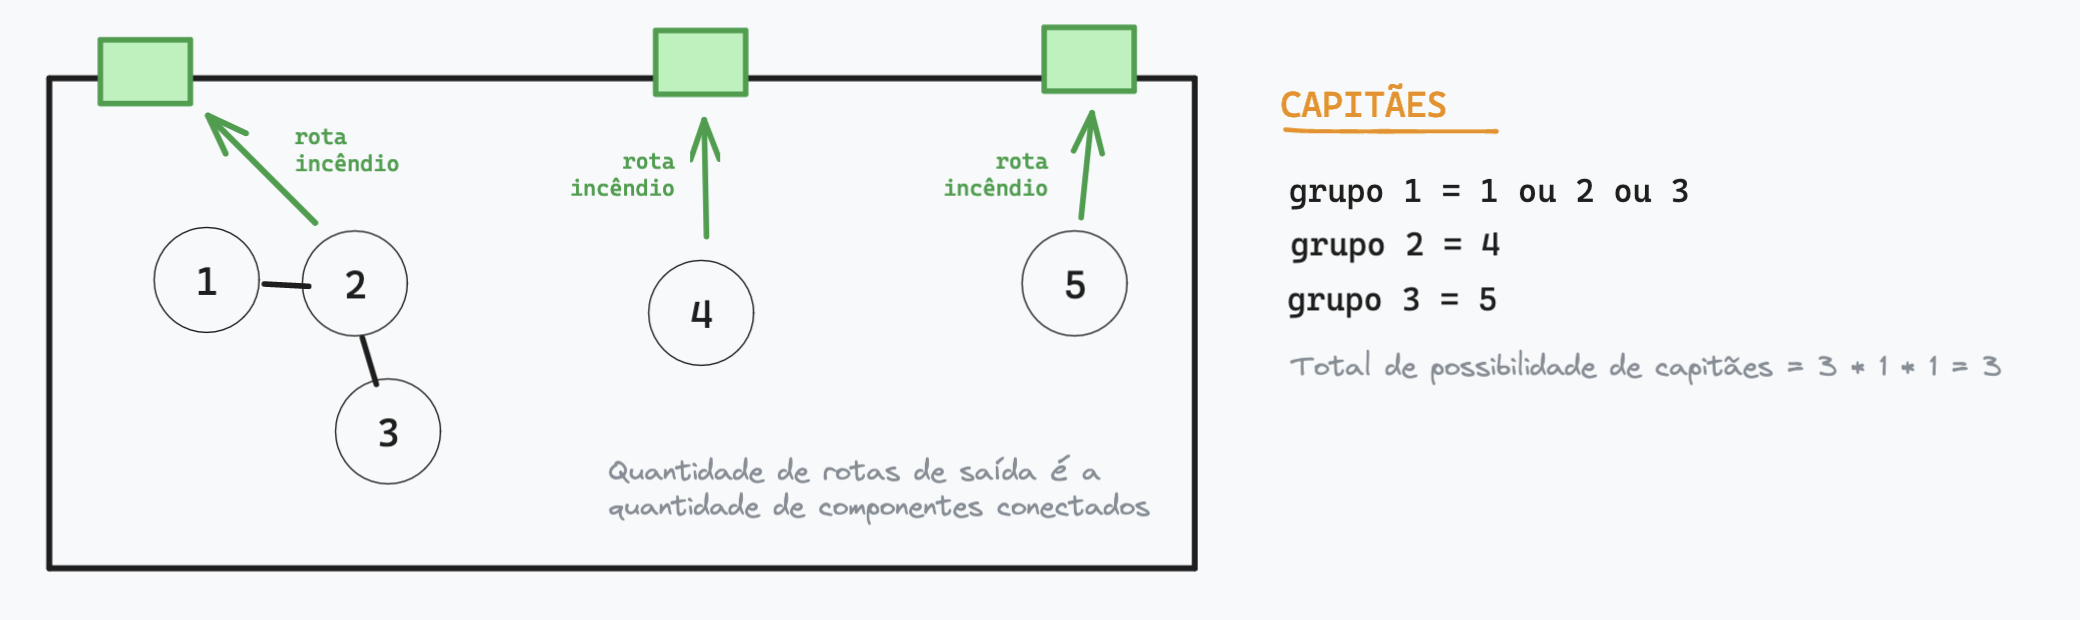 rota
incêndio
rota
incêndio
rota
incêndio
1
2
3
4
5
Quantidade de rotas de saída é a
quantidade de componentes conectados
CAPITÃES
grupo 1 = 1 ou 2 ou 3
grupo 2 = 4
grupo 3 = 5
Total de possibilidade de capitães = 3 * 1 * 1 = 3